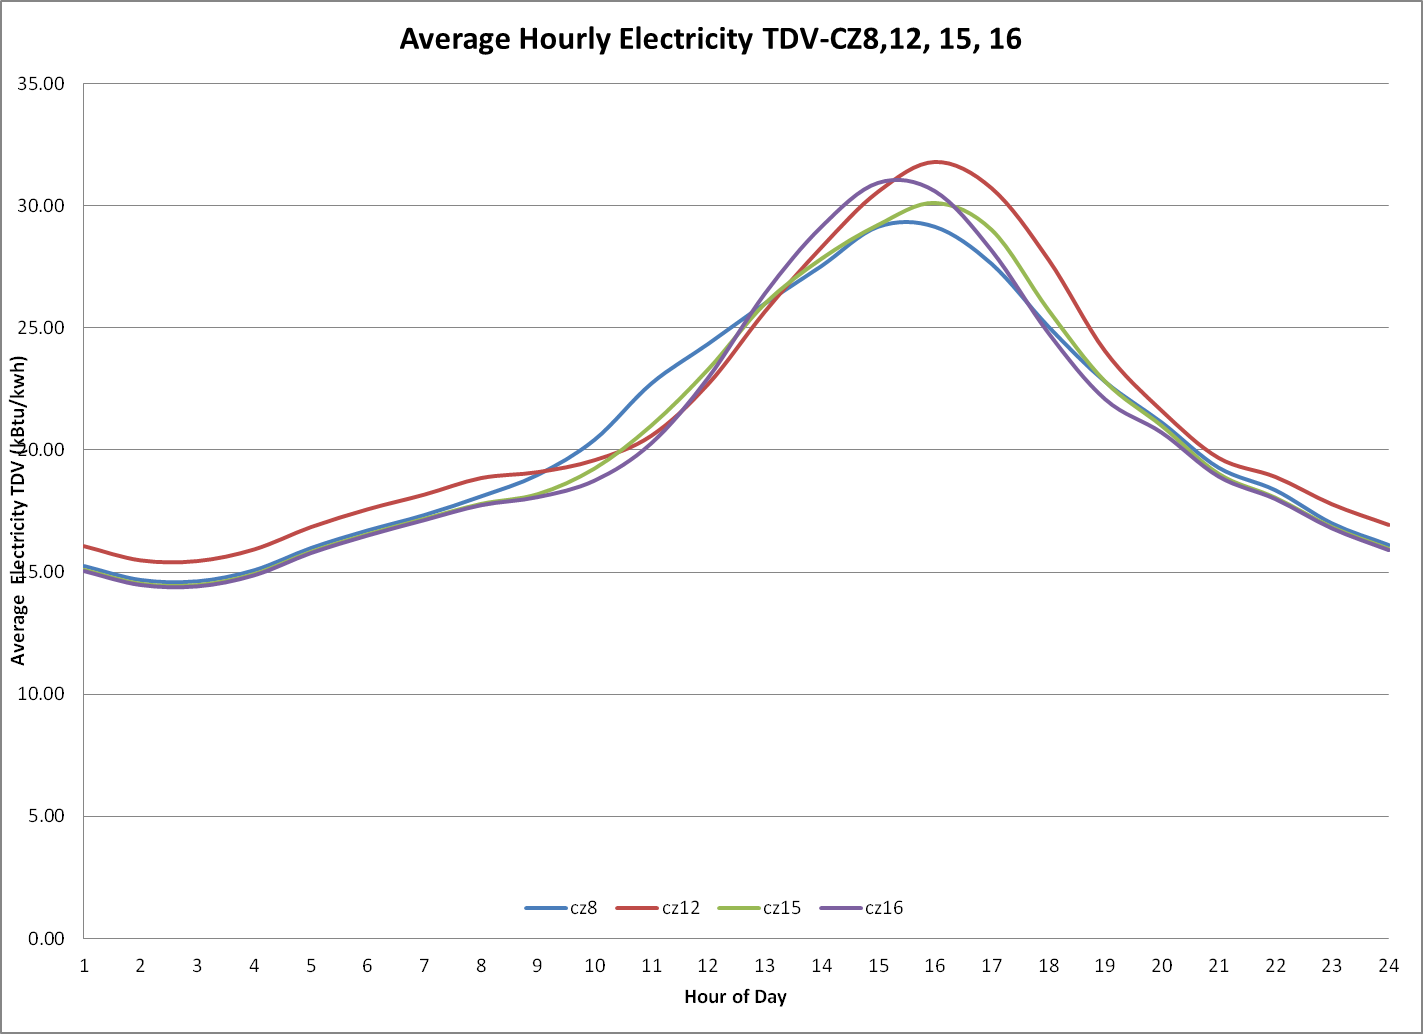 Average Hourly Electricity TDV-CZ8,12, 15, 16
35.00
30.00
25.00
20.00
15.00
10.00
5.00
0.00
Average Electricity TDV (kBtu/kwh)
cz8 cz12 cz15 cz16
1 2 3 4 5 6 7 8 9 10 11 12 13 14 15 16 17 18 19 20 21 22 23 24
Hour of Day